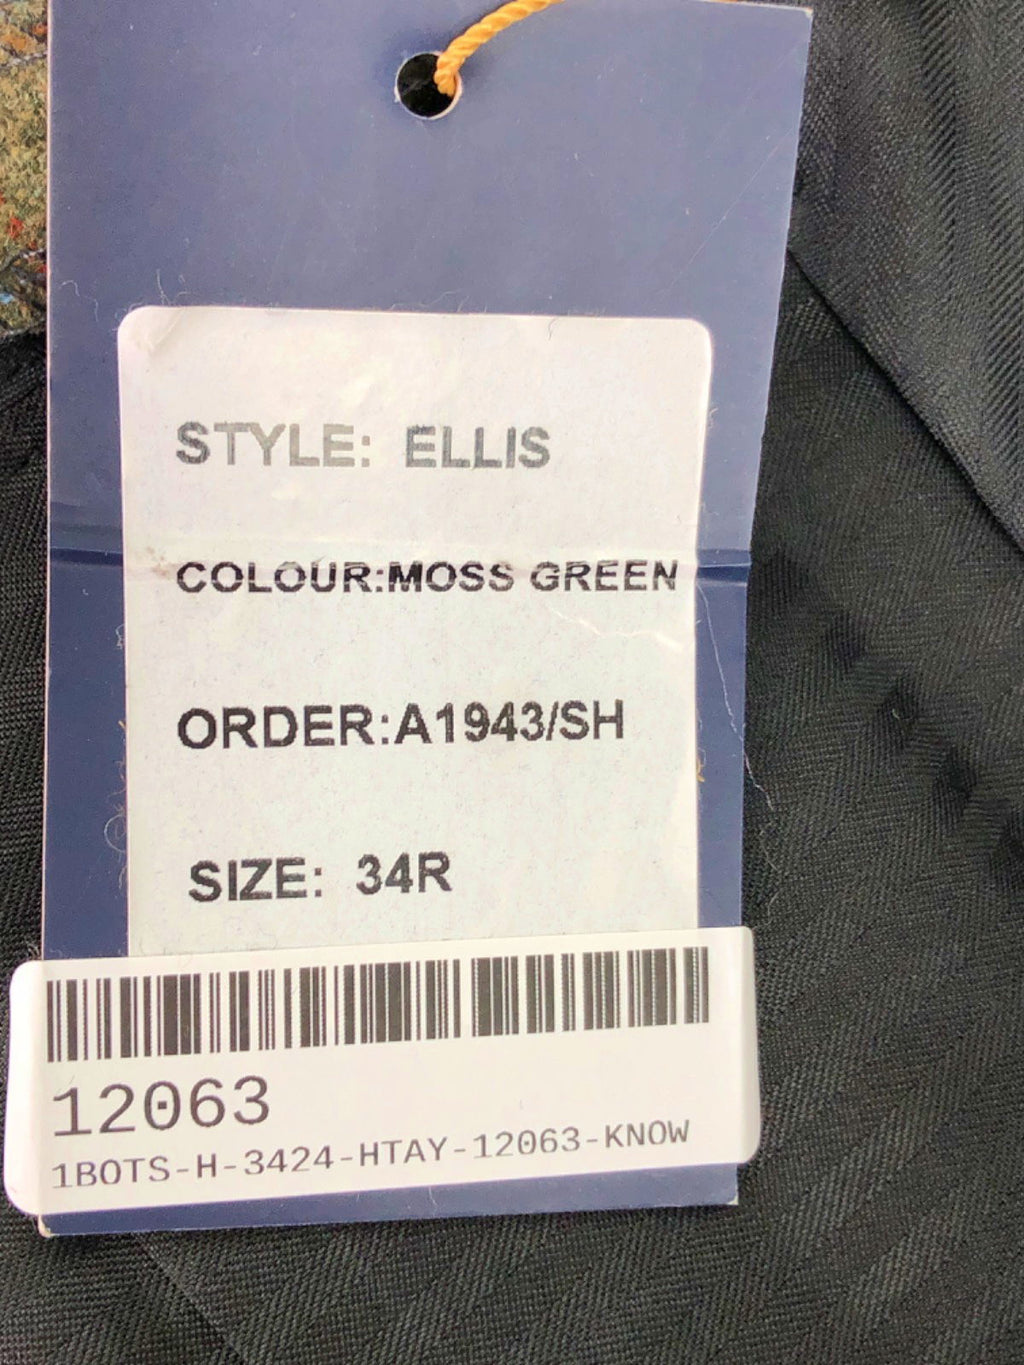 STYLE: ELLIS
COLOUR:MOSS GREEN
ORDER:A1943/SH
SIZE: 34R
12063
1BOTS-H-3424-HTAY-12063-KNOW